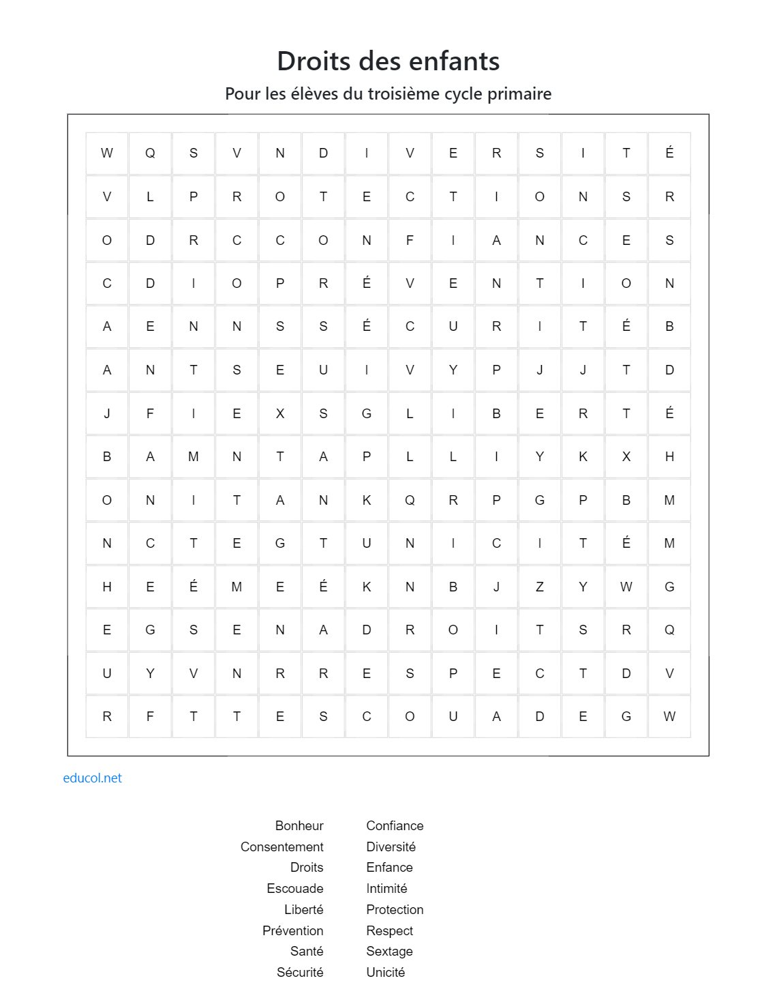 Droits des enfants
Pour les élèves du troisième cycle primaire
W Q S V N D I V E R S I T É
V L P R O T E C T I O N S R
O D R C C O N F I A N C E S
C D I O P R É V E N T I O N
A E N N S S É C U R I T É B
A N T S E U I V Y P J J T D
J F I E X S G L I B E R T É
B A M N T A P L L I Y K X H
O N I T A N K Q R P G P B M
N C T E G T U N I C I T É M
H E É M E É K N B J Z Y W G
E G S E N A D R O I T S R Q
U Y V N R R E S P E C T D V
R F T T E S C O U A D E G W
educol.net
Bonheur Confiance
Consentement Diversité
Droits Enfance
Escouade Intimité
Liberté Protection
Prévention Respect
Santé Sextage
Sécurité Unicité